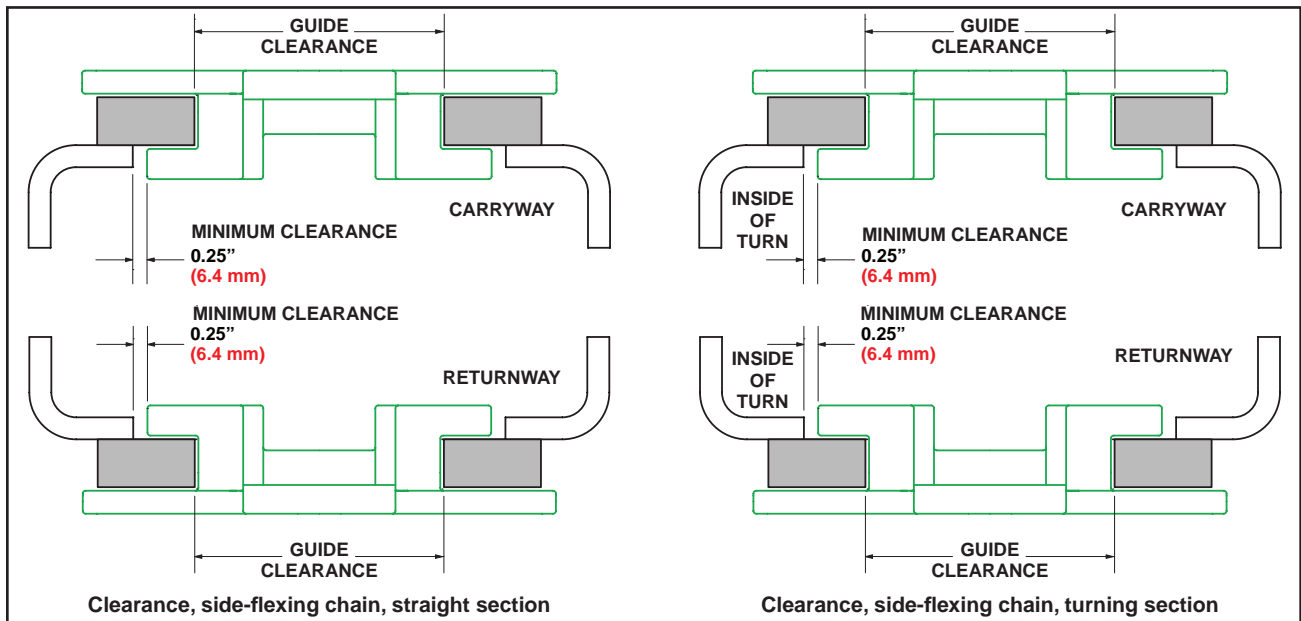 GUIDE
CLEARANCE
CARRYWAY
MINIMUM CLEARANCE
0.25”
(6.4 mm)
MINIMUM CLEARANCE
0.25”
(6.4 mm)
RETURNWAY
GUIDE
CLEARANCE
Clearance, side-flexing chain, straight section
GUIDE
CLEARANCE
INSIDE
OF
TURN
CARRYWAY
MINIMUM CLEARANCE
0.25”
(6.4 mm)
MINIMUM CLEARANCE
0.25”
(6.4 mm)
INSIDE
OF
TURN
RETURNWAY
GUIDE
CLEARANCE
Clearance, side-flexing chain, turning section